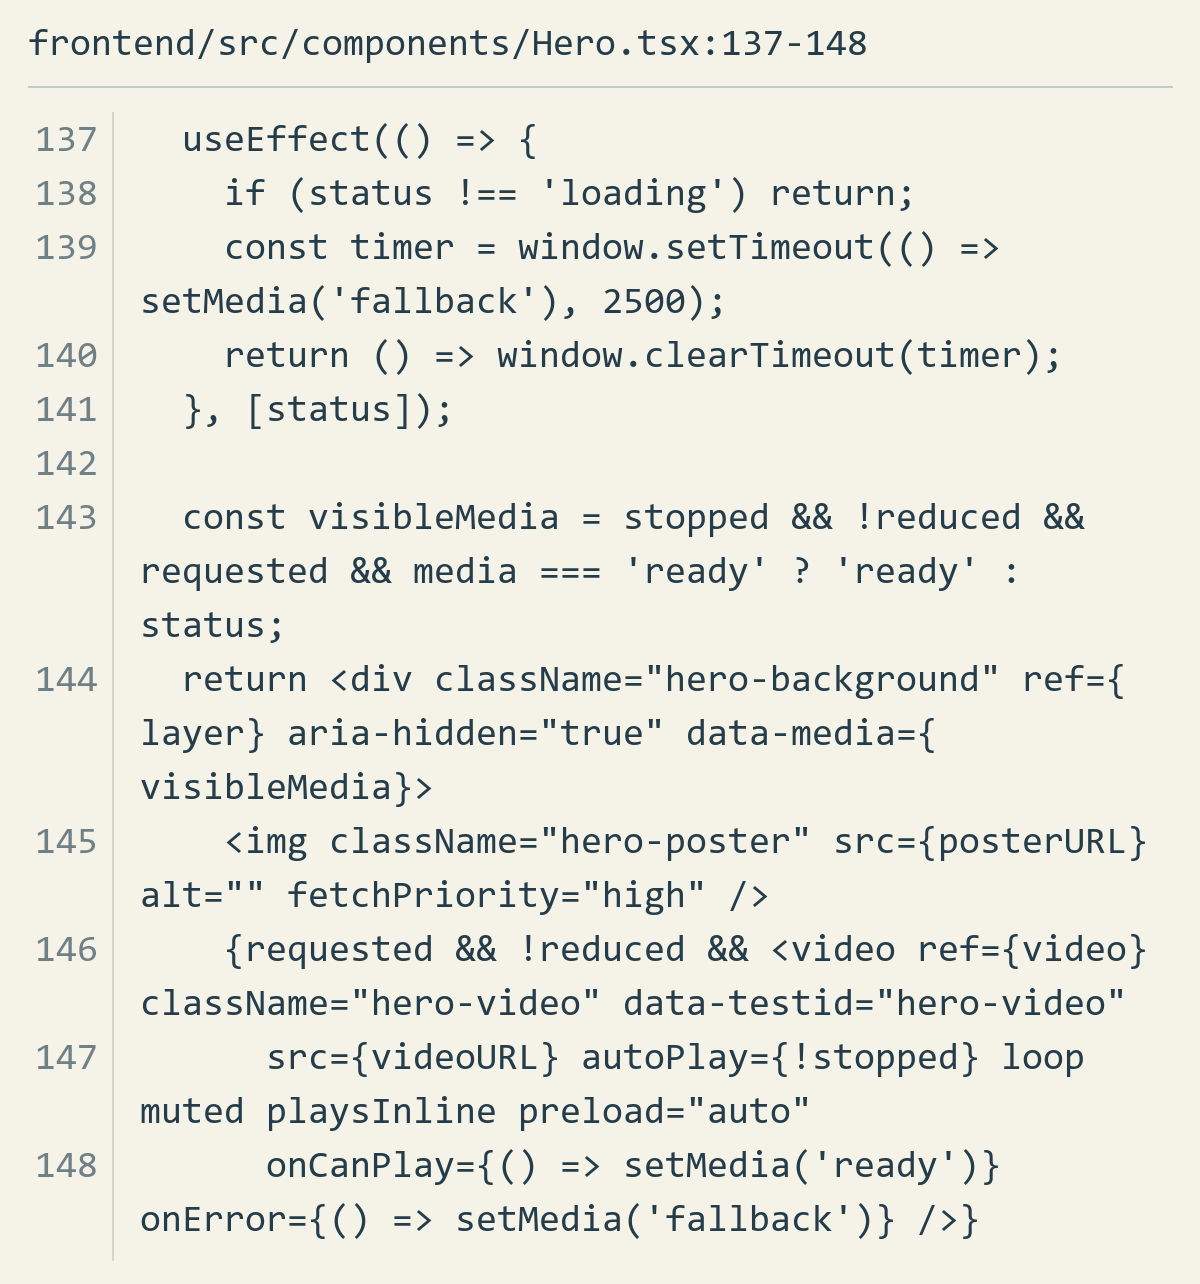 frontend/src/components/Hero.tsx:137-148
137   useEffect(() => {
138     if (status !== 'loading') return;
139     const timer = window.setTimeout(() =>
setMedia('fallback'), 2500);
140     return () => window.clearTimeout(timer);
141   }, [status]);
142
143   const visibleMedia = stopped && !reduced &&
requested && media === 'ready' ? 'ready' :
status;
144   return <div className="hero-background" ref={
layer} aria-hidden="true" data-media={
visibleMedia}>
145     <img className="hero-poster" src={posterURL}
alt="" fetchPriority="high" />
146     {requested && !reduced && <video ref={video}
className="hero-video" data-testid="hero-video"
147       src={videoURL} autoPlay={!stopped} loop
muted playsInline preload="auto"
148       onCanPlay={() => setMedia('ready')}
onError={() => setMedia('fallback')} />}